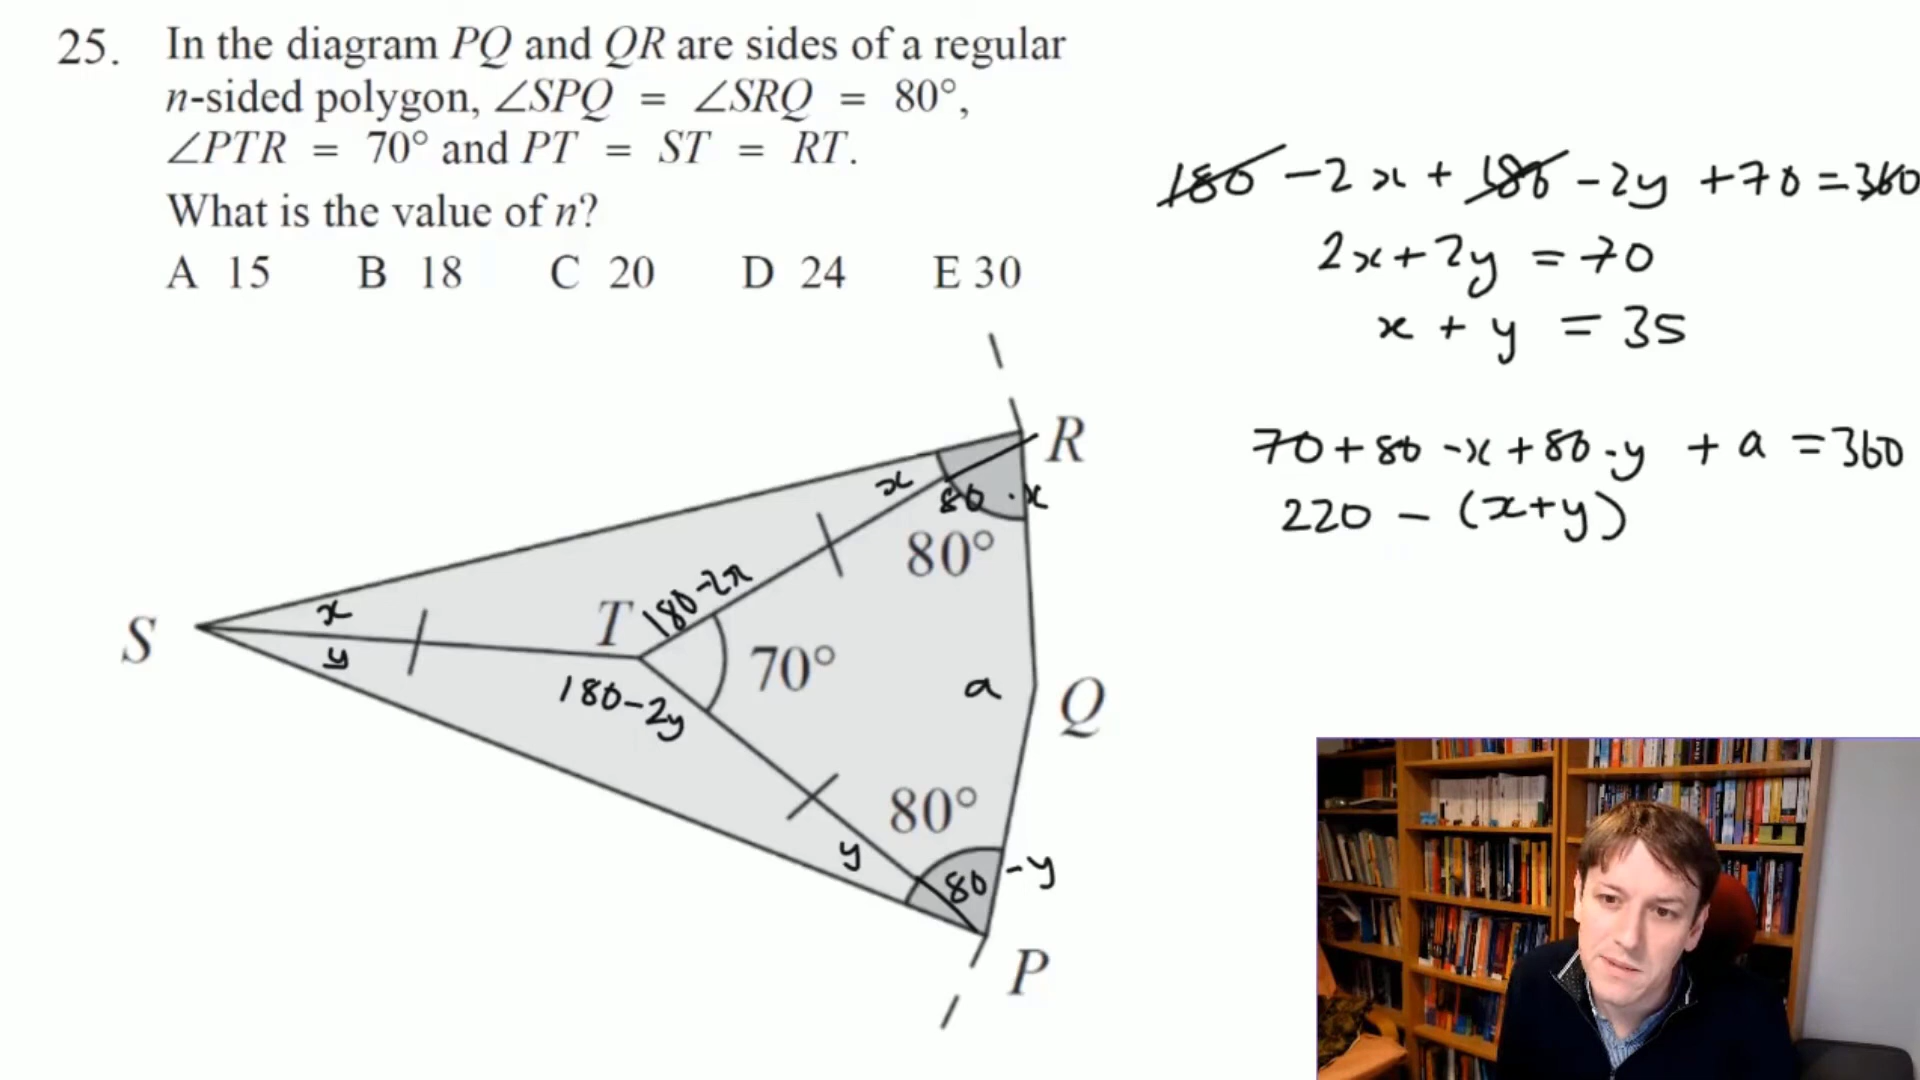 25. In the diagram PQ and QR are sides of a regular
n-sided polygon, ∠SPQ = ∠SRQ = 80°,
∠PTR = 70° and PT = ST = RT.
What is the value of n?
A 15 B 18 C 20 D 24 E 30
180 - 2x + 180 - 2y + 70 = 360
2x + 2y = 70
x + y = 35
70 + 80 - x + 80 - y + a = 360
220 - (x + y)
R
x
80 - x
80°
180-2x
x
S
T
y
70°
180-2y
a
Q
80°
y
80 - y
P